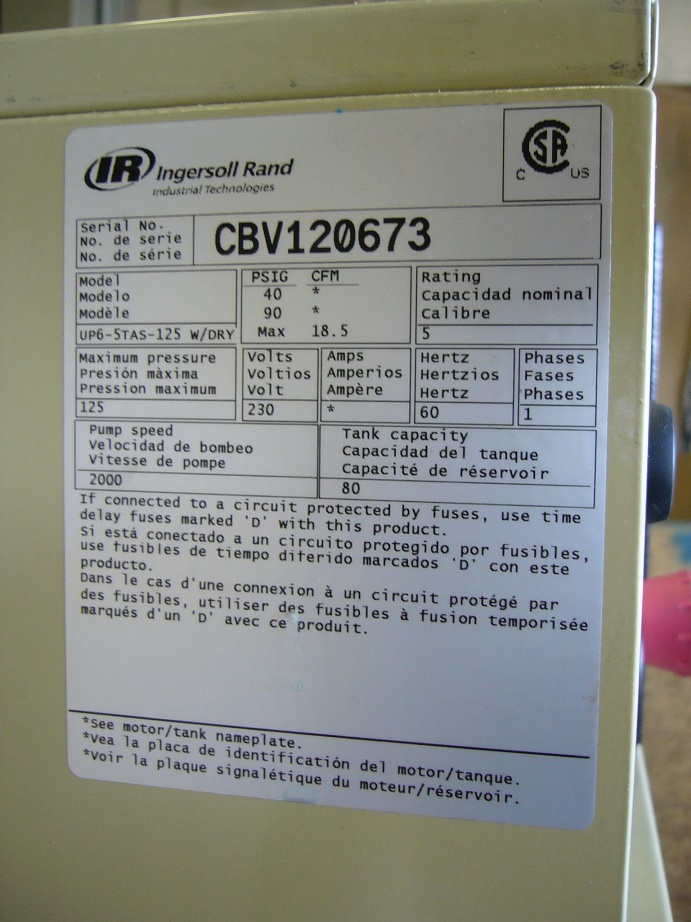 IR Ingersoll Rand
Industrial Technologies
CSA
C US
Serial No.
No. de serie
No. de série
CBV120673
Model
Modelo
Modèle
UP6-5TAS-125 W/DRY
PSIG CFM
40 *
90 *
Max 18.5
Rating
Capacidad nominal
Calibre
5
Maximum pressure
Presión màxima
Pression maximum
125
Volts
Voltios
Volt
230
Amps
Amperios
Ampère
*
Hertz
Hertzios
Hertz
60
Phases
Fases
Phases
1
Pump speed
Velocidad de bombeo
Vitesse de pompe
2000
Tank capacity
Capacidad del tanque
Capacité de réservoir
80
If connected to a circuit protected by fuses, use time
delay fuses marked 'D' with this product.
Si está conectado a un circuito protegido por fusibles,
use fusibles de tiempo diferido marcados 'D' con este
producto.
Dans le cas d'une connexion à un circuit protégé par
des fusibles, utiliser des fusibles à fusion temporisée
marqués d'un 'D' avec ce produit.
*See motor/tank nameplate.
*Vea la placa de identificación del motor/tanque.
*Voir la plaque signalétique du moteur/réservoir.